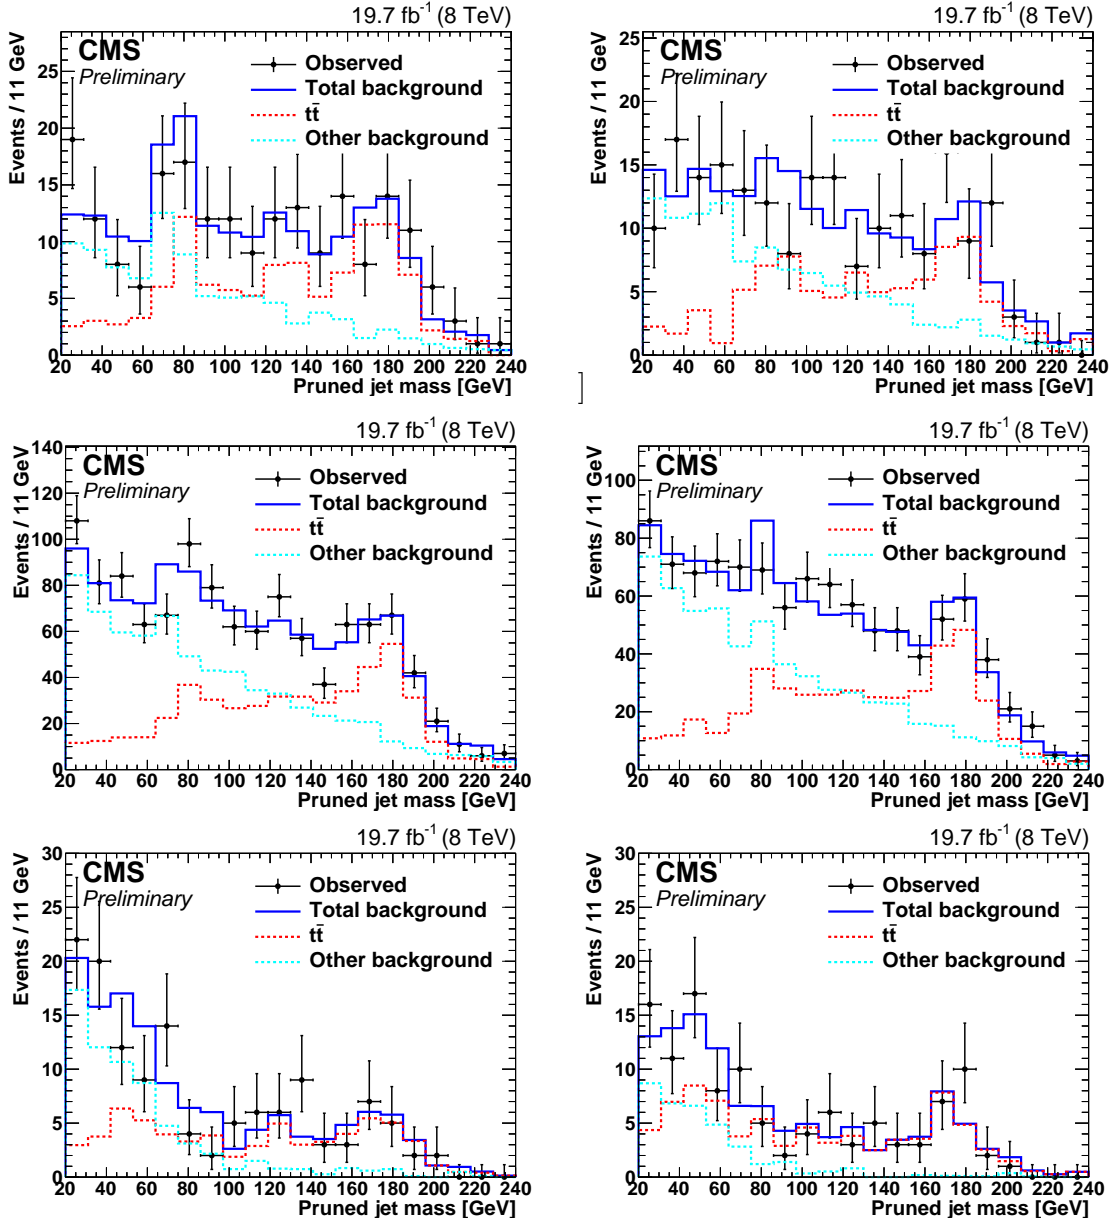 19.7 fb⁻¹ (8 TeV)
Events / 11 GeV
CMS
Preliminary
Observed
Total background
tt̄
Other background
25
20
15
10
5
0
20 40 60 80 100 120 140 160 180 200 220 240
Pruned jet mass [GeV]
19.7 fb⁻¹ (8 TeV)
Events / 11 GeV
CMS
Preliminary
Observed
Total background
tt̄
Other background
25
20
15
10
5
0
20 40 60 80 100 120 140 160 180 200 220 240
Pruned jet mass [GeV]
]
19.7 fb⁻¹ (8 TeV)
Events / 11 GeV
CMS
Preliminary
Observed
Total background
tt̄
Other background
140
120
100
80
60
40
20
0
20 40 60 80 100 120 140 160 180 200 220 240
Pruned jet mass [GeV]
19.7 fb⁻¹ (8 TeV)
Events / 11 GeV
CMS
Preliminary
Observed
Total background
tt̄
Other background
100
80
60
40
20
0
20 40 60 80 100 120 140 160 180 200 220 240
Pruned jet mass [GeV]
19.7 fb⁻¹ (8 TeV)
Events / 11 GeV
CMS
Preliminary
Observed
Total background
tt̄
Other background
30
25
20
15
10
5
0
20 40 60 80 100 120 140 160 180 200 220 240
Pruned jet mass [GeV]
19.7 fb⁻¹ (8 TeV)
Events / 11 GeV
CMS
Preliminary
Observed
Total background
tt̄
Other background
30
25
20
15
10
5
0
20 40 60 80 100 120 140 160 180 200 220 240
Pruned jet mass [GeV]